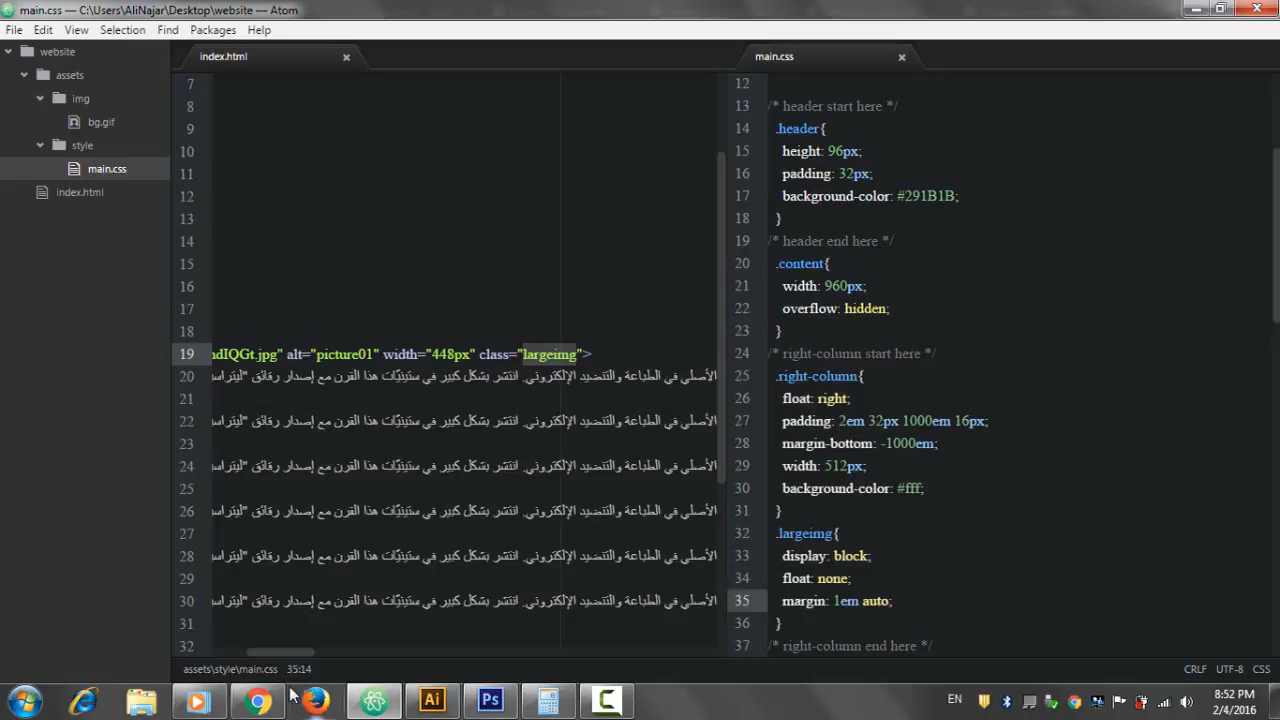 main.css — C:\Users\AliNajar\Desktop\website — Atom
File Edit View Selection Find Packages Help
website
assets
img
bg.gif
style
main.css
index.html
index.html
7
8
9
10
11
12
13
14
15
16
17
18
19 ndIQGt.jpg" alt="picture01" width="448px" class="largeimg">
20 الأصلي في الطباعة والتنضيد الإلكتروني. انتشر بشكل كبير في ستينيّات هذا القرن مع إصدار رقائق "ليتراس
21
22 الأصلي في الطباعة والتنضيد الإلكتروني. انتشر بشكل كبير في ستينيّات هذا القرن مع إصدار رقائق "ليتراس
23
24 الأصلي في الطباعة والتنضيد الإلكتروني. انتشر بشكل كبير في ستينيّات هذا القرن مع إصدار رقائق "ليتراس
25
26 الأصلي في الطباعة والتنضيد الإلكتروني. انتشر بشكل كبير في ستينيّات هذا القرن مع إصدار رقائق "ليتراس
27
28 الأصلي في الطباعة والتنضيد الإلكتروني. انتشر بشكل كبير في ستينيّات هذا القرن مع إصدار رقائق "ليتراس
29
30 الأصلي في الطباعة والتنضيد الإلكتروني. انتشر بشكل كبير في ستينيّات هذا القرن مع إصدار رقائق "ليتراس
31
32
main.css
12
13 /* header start here */
14 .header{
15 height: 96px;
16 padding: 32px;
17 background-color: #291B1B;
18 }
19 /* header end here */
20 .content{
21 width: 960px;
22 overflow: hidden;
23 }
24 /* right-column start here */
25 .right-column{
26 float: right;
27 padding: 2em 32px 1000em 16px;
28 margin-bottom: -1000em;
29 width: 512px;
30 background-color: #fff;
31 }
32 .largeimg{
33 display: block;
34 float: none;
35 margin: 1em auto;
36 }
37 /* right-column end here */
assets\style\main.css 35:14 CRLF UTF-8 CSS
Ai Ps C EN 8:52 PM
2/4/2016